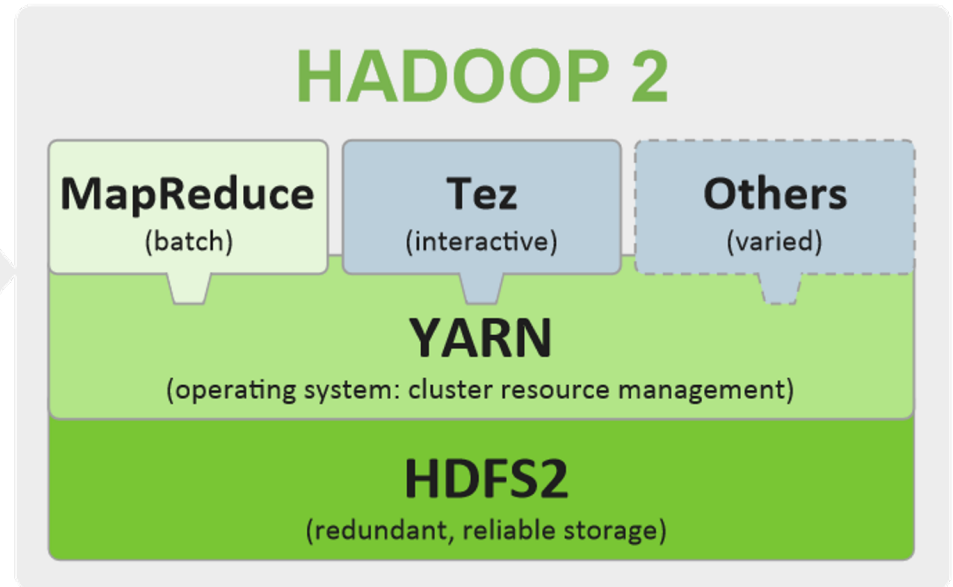 HADOOP 2
MapReduce
(batch)
Tez
(interactive)
Others
(varied)
YARN
(operating system: cluster resource management)
HDFS2
(redundant, reliable storage)